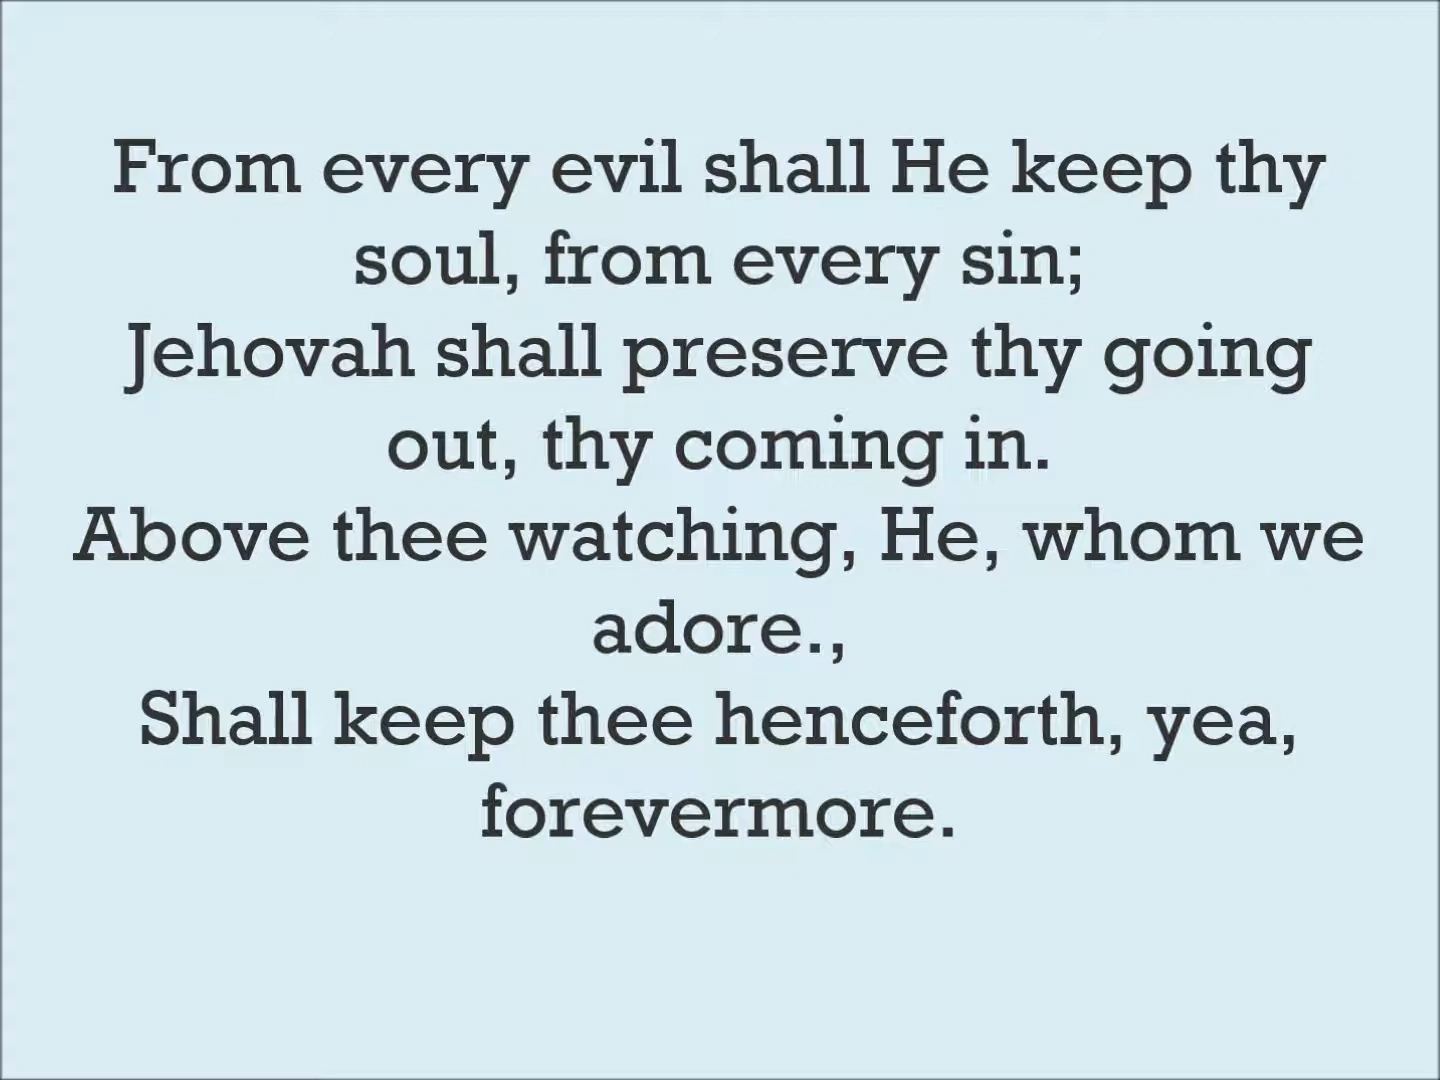 From every evil shall He keep thy
soul, from every sin;
Jehovah shall preserve thy going
out, thy coming in.
Above thee watching, He, whom we
adore.,
Shall keep thee henceforth, yea,
forevermore.